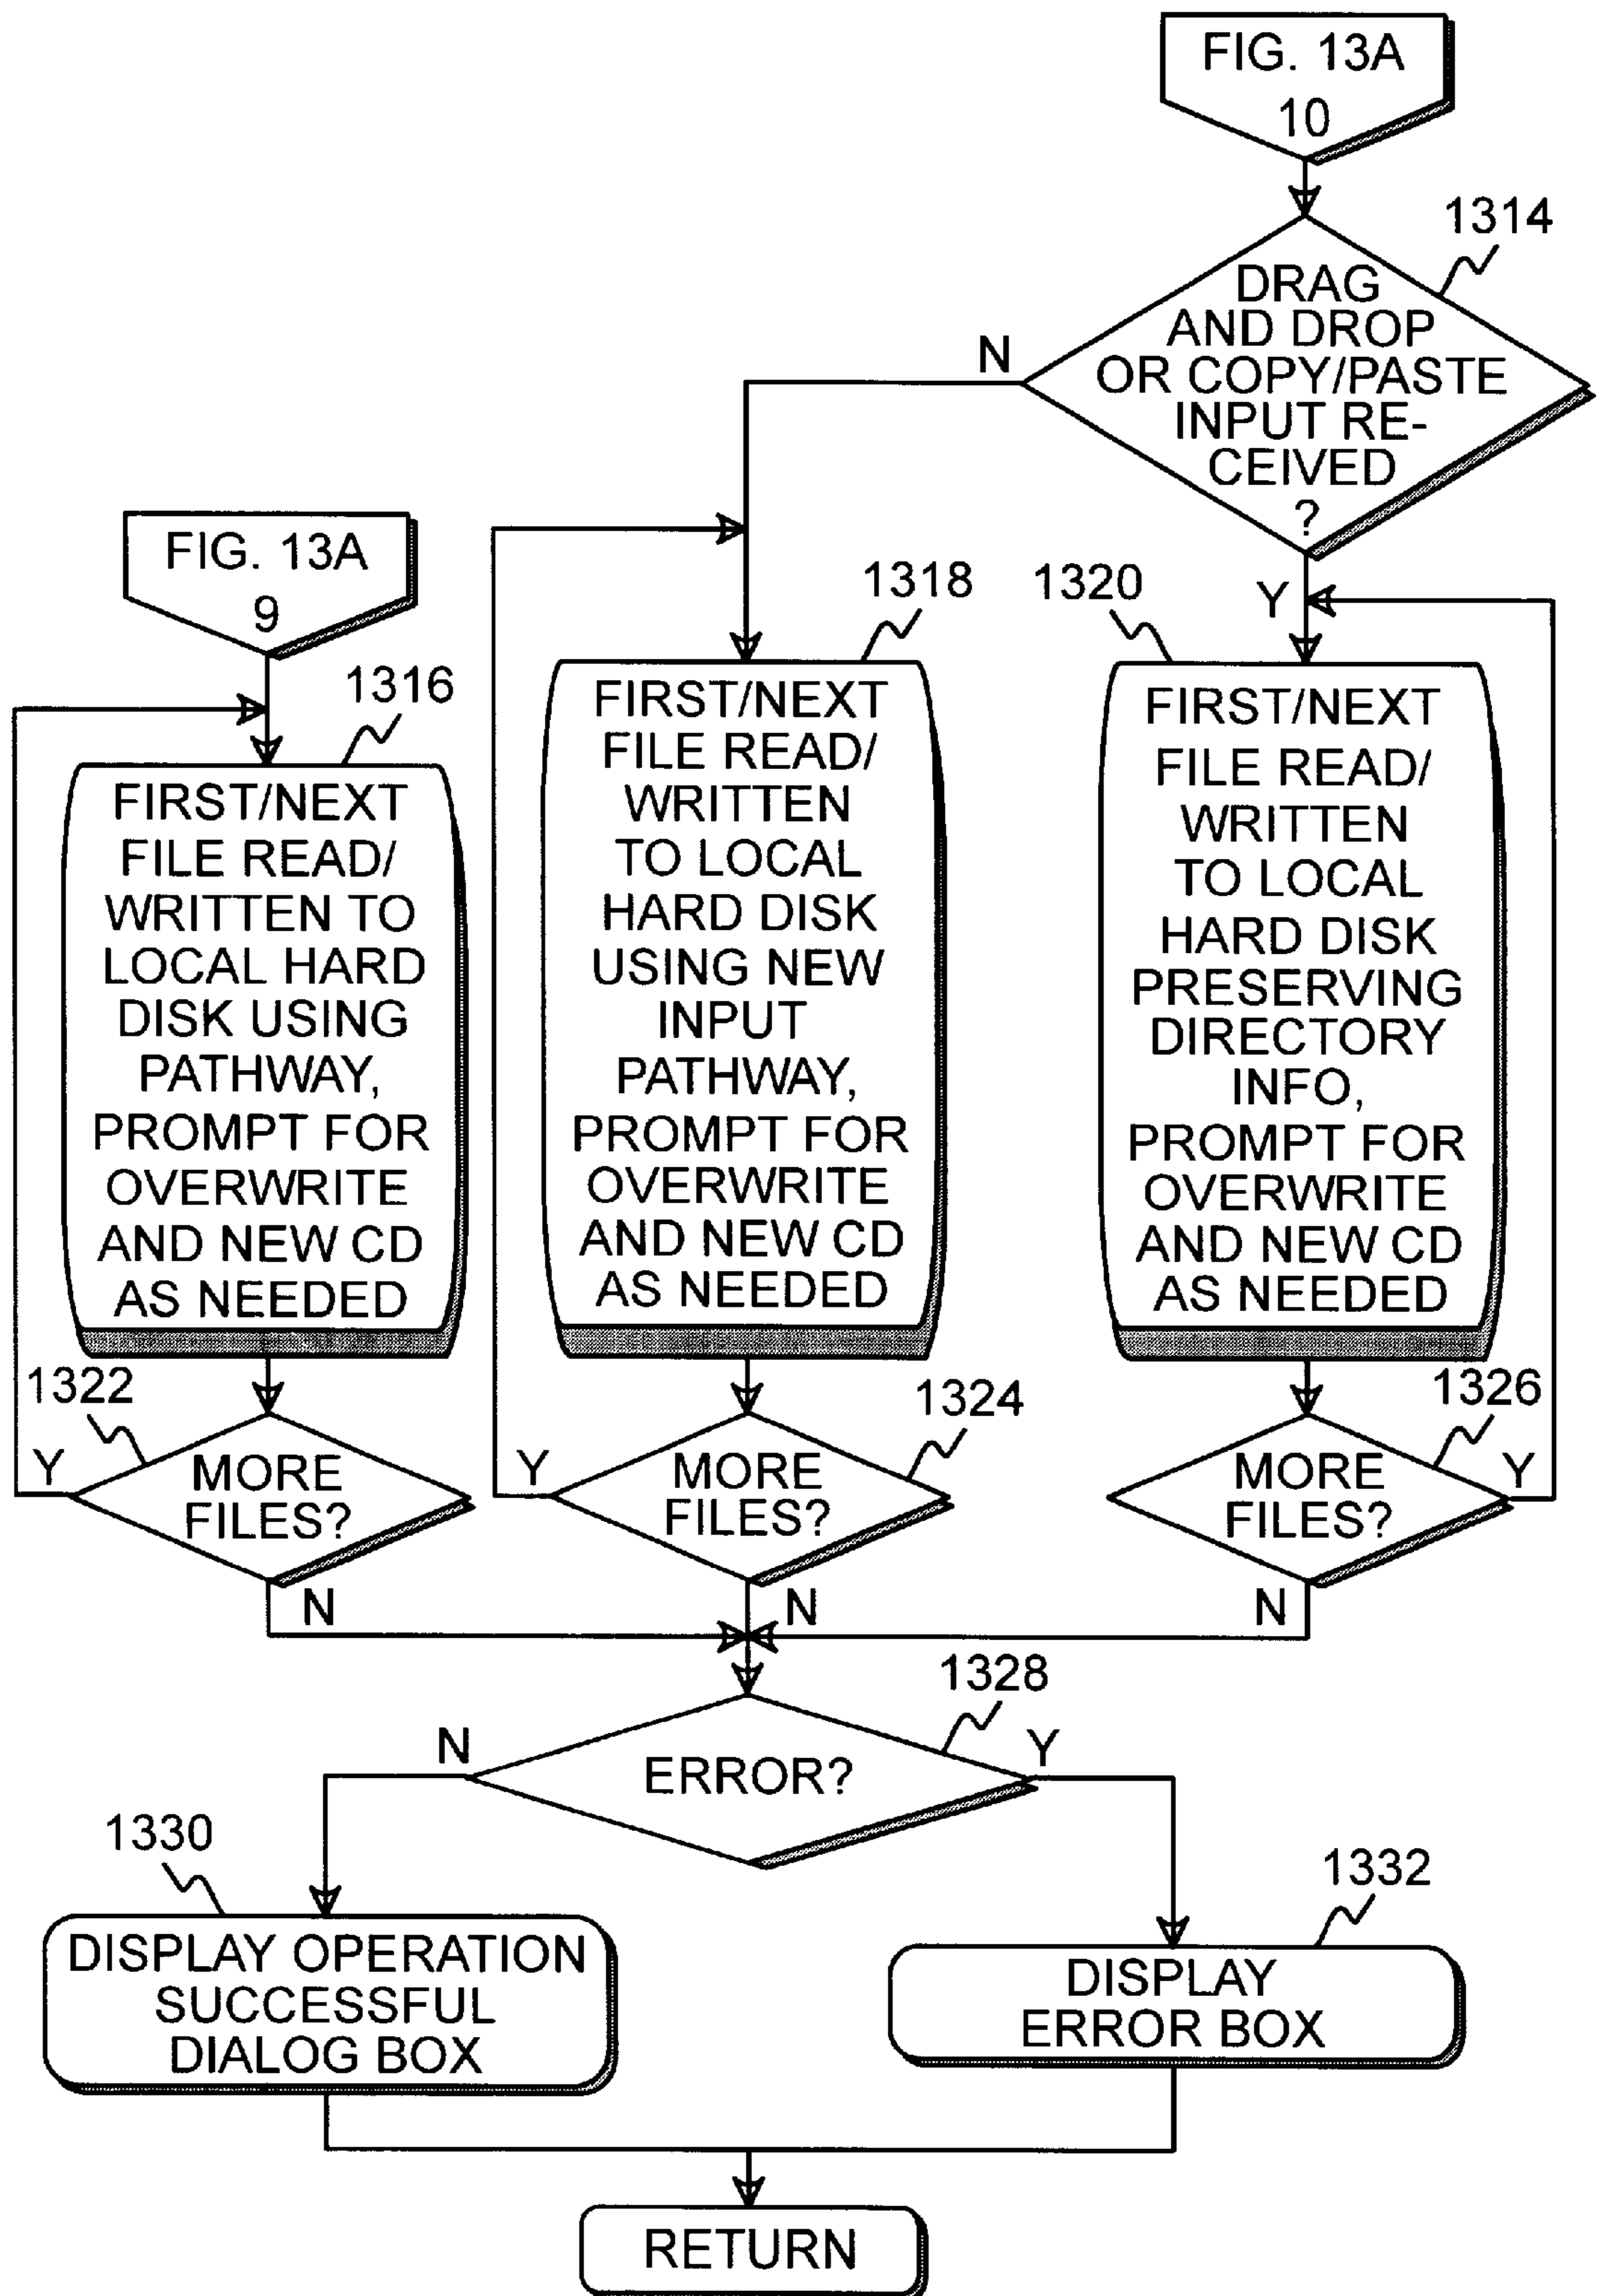 FIG. 13A
10
1314
DRAG
AND DROP
OR COPY/PASTE
INPUT RE-
CEIVED
?
N
Y
FIG. 13A
9
1316
FIRST/NEXT
FILE READ/
WRITTEN TO
LOCAL HARD
DISK USING
PATHWAY,
PROMPT FOR
OVERWRITE
AND NEW CD
AS NEEDED
1318
FIRST/NEXT
FILE READ/
WRITTEN
TO LOCAL
HARD DISK
USING NEW
INPUT
PATHWAY,
PROMPT FOR
OVERWRITE
AND NEW CD
AS NEEDED
1320
FIRST/NEXT
FILE READ/
WRITTEN
TO LOCAL
HARD DISK
PRESERVING
DIRECTORY
INFO,
PROMPT FOR
OVERWRITE
AND NEW CD
AS NEEDED
1322
Y
MORE
FILES?
N
1324
Y
MORE
FILES?
N
1326
Y
MORE
FILES?
N
1328
N
ERROR?
Y
1330
DISPLAY OPERATION
SUCCESSFUL
DIALOG BOX
1332
DISPLAY
ERROR BOX
RETURN